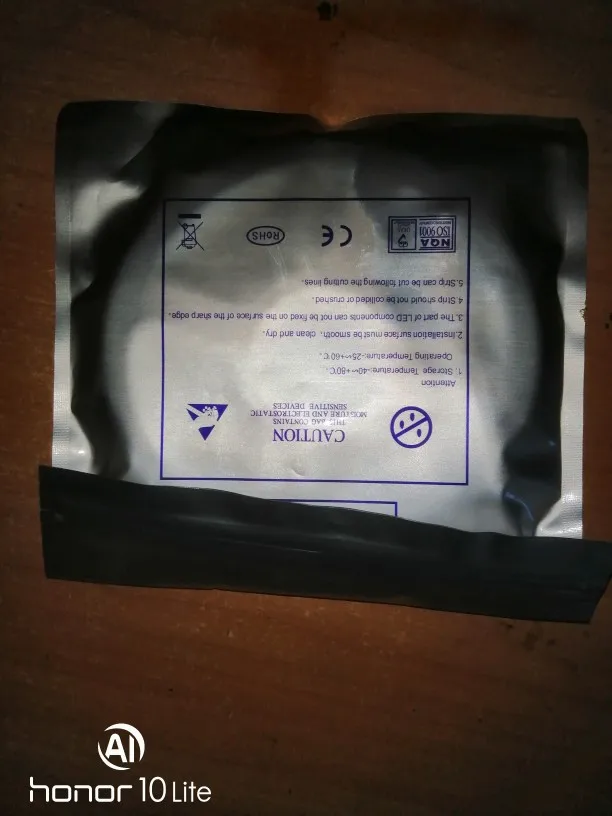 CAUTION
THIS BAG CONTAINS
MOISTURE AND ELECTROSTATIC
SENSITIVE DEVICES
Attention
1. Storage Temperature:-40~+80℃.
Operating Temperature:-25~+60℃.
2.Installation surface must be smooth、clean and dry.
3. The part of LED components can not be fixed on the surface of the sharp edge.
4. Strip should not be collided or crushed.
5.Strip can be cut following the cutting lines.
NQA
ISO 9001
CE
RoHS
AI
honor 10 Lite